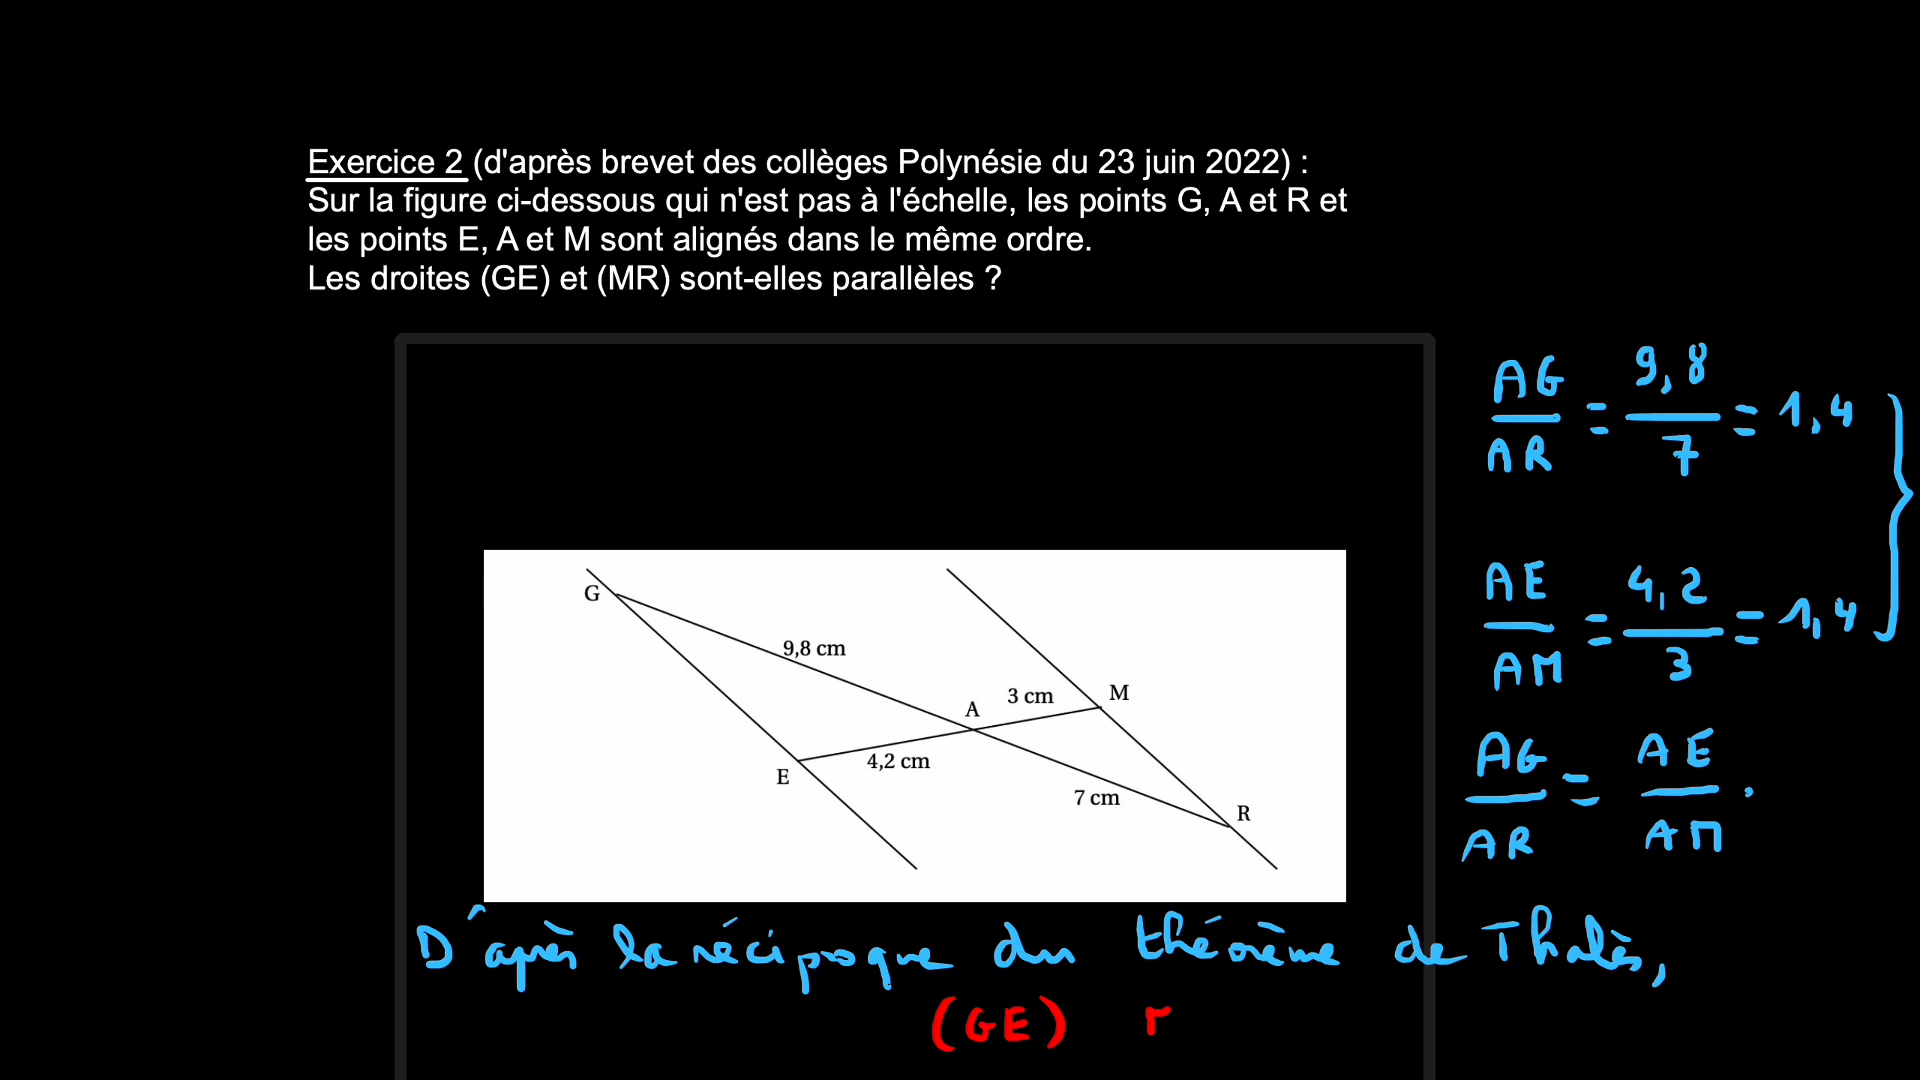 Exercice 2 (d'après brevet des collèges Polynésie du 23 juin 2022) :
Sur la figure ci-dessous qui n'est pas à l'échelle, les points G, A et R et
les points E, A et M sont alignés dans le même ordre.
Les droites (GE) et (MR) sont-elles parallèles ?
AG/AR = 9,8/7 = 1,4
AE/AM = 4,2/3 = 1,4
AG/AR = AE/AM .
G
9,8 cm
A
3 cm
M
E
4,2 cm
7 cm
R
D'après la réciproque du théorème de Thalès,
(GE)